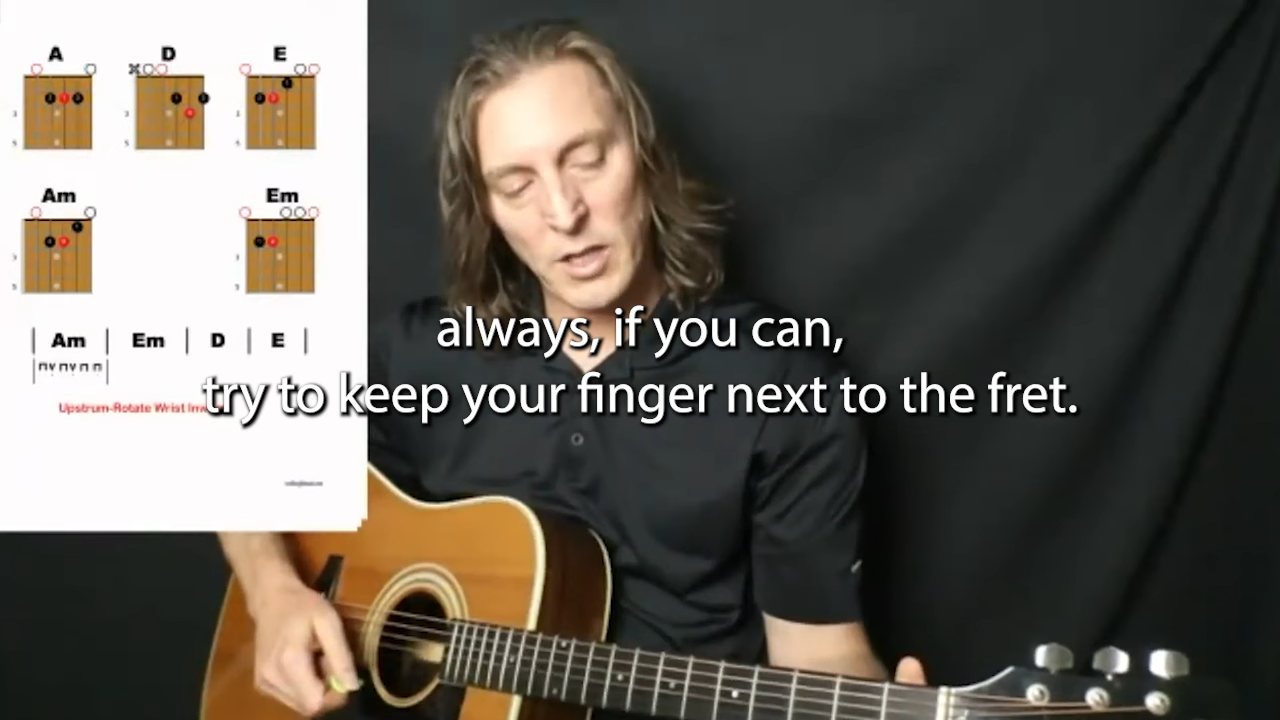 A D E
Am Em
| Am | Em | D | E |
Upstrum-Rotate Wrist Inw
always, if you can,
try to keep your finger next to the fret.